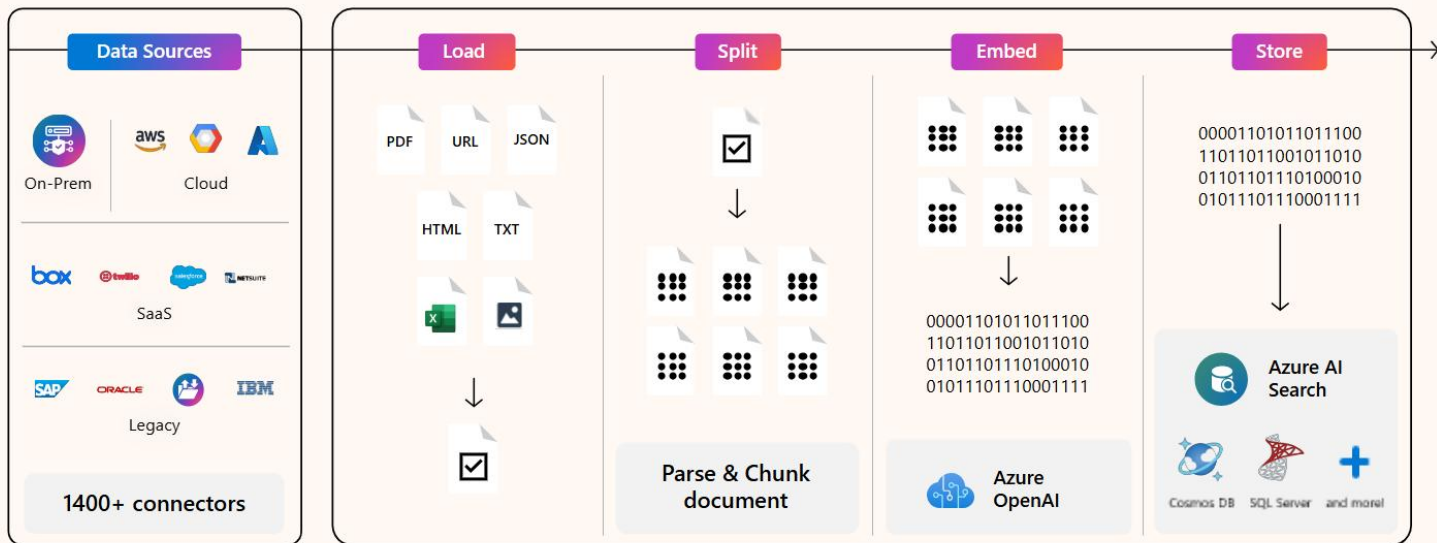 Data Sources
Load
Split
Embed
Store
On-Prem
aws
Cloud
box
twilio
salesforce
NETSUITE
SaaS
SAP
ORACLE
IBM
Legacy
1400+ connectors
PDF
URL
JSON
HTML
TXT
X
Parse & Chunk
document
00001101011011100
11011011001011010
01101101110100010
01011101110001111
Azure
OpenAI
00001101011011100
11011011001011010
01101101110100010
01011101110001111
Azure AI
Search
Cosmos DB
SQL Server
and more!